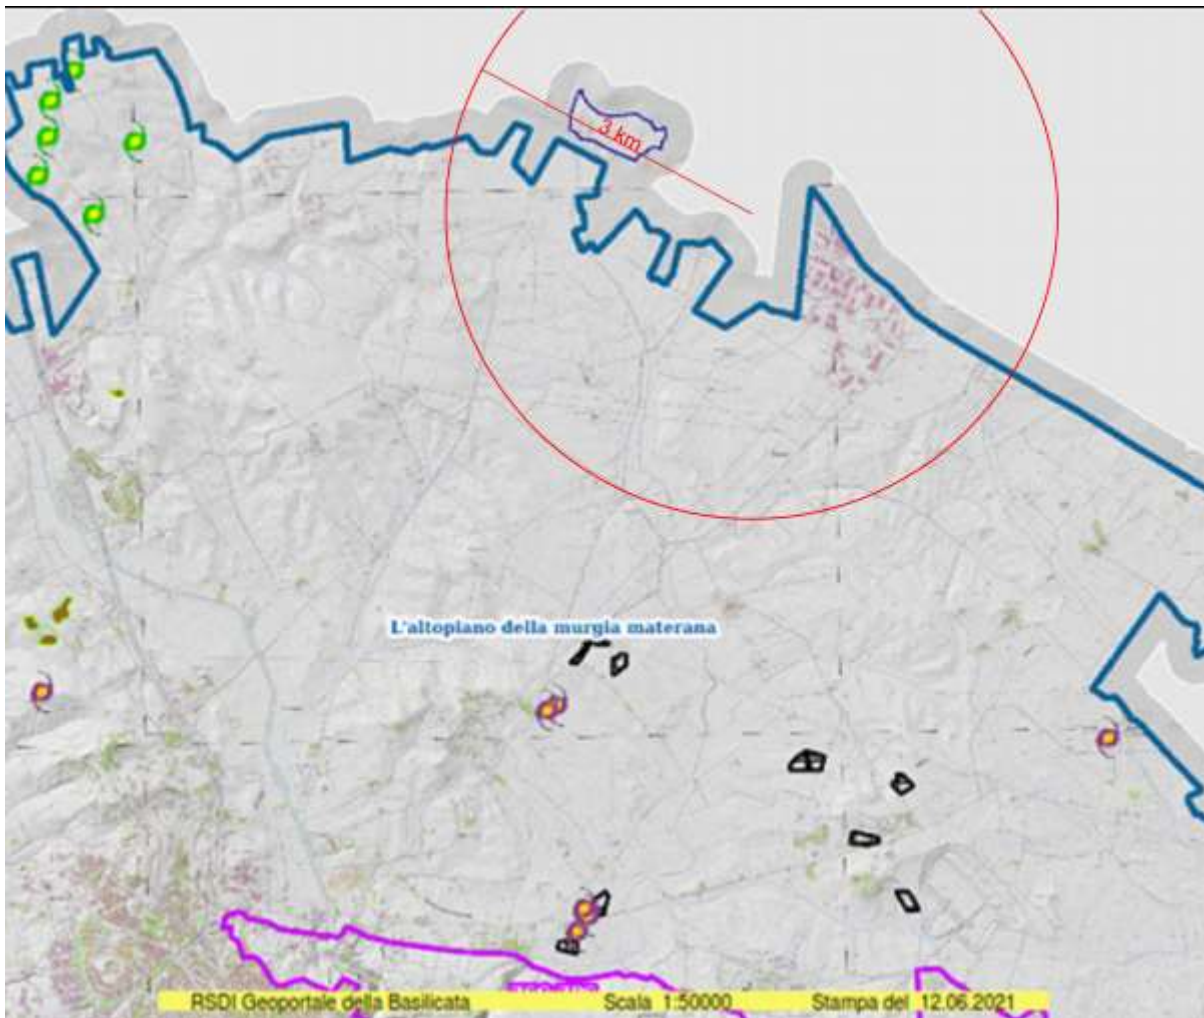 3 km
L'altopiano della murgia materana
RSDI Geoportale della Basilicata Scala 1:50000 Stampa del 12.06.2021